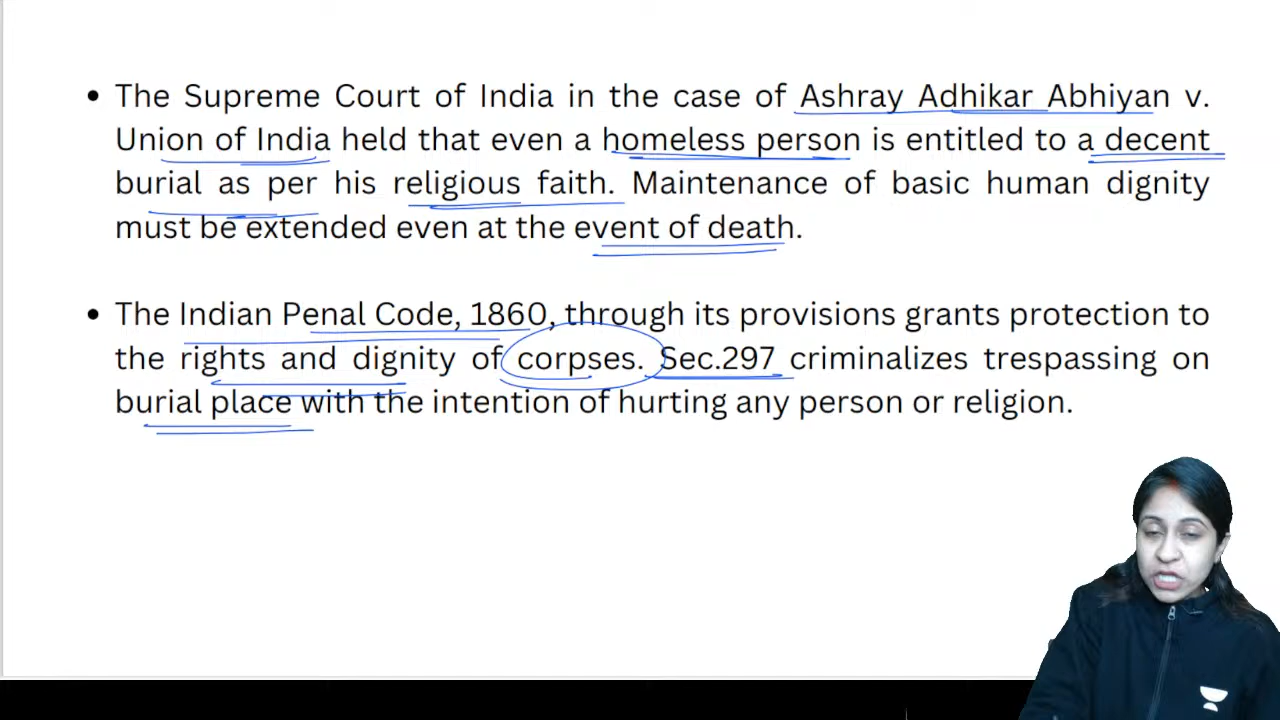 • The Supreme Court of India in the case of Ashray Adhikar Abhiyan v.
Union of India held that even a homeless person is entitled to a decent
burial as per his religious faith. Maintenance of basic human dignity
must be extended even at the event of death.
• The Indian Penal Code, 1860, through its provisions grants protection to
the rights and dignity of corpses. Sec.297 criminalizes trespassing on
burial place with the intention of hurting any person or religion.